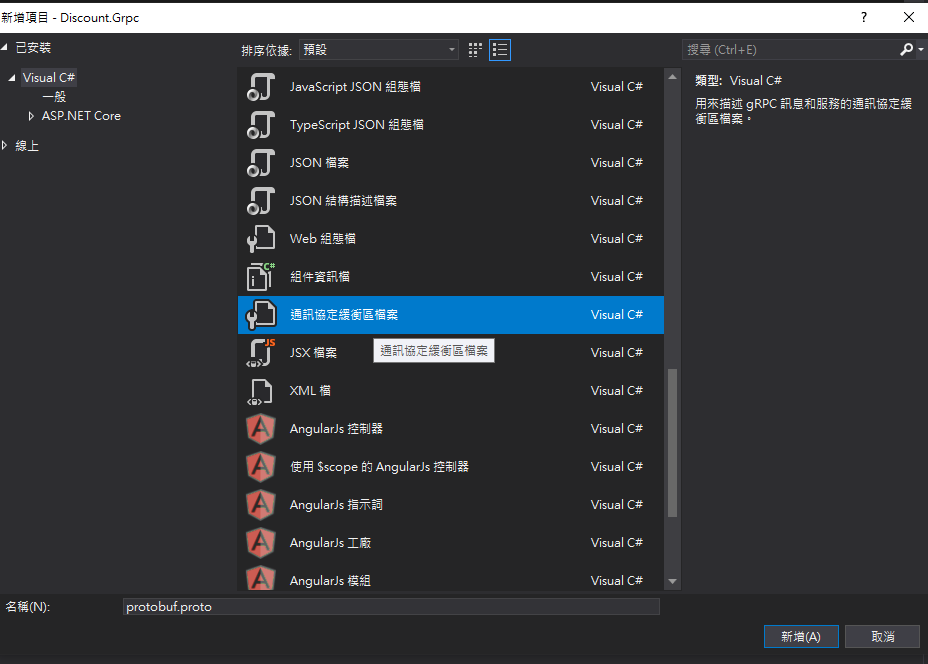 新增項目 - Discount.Grpc
?
已安裝
排序依據: 預設
搜尋 (Ctrl+E)
Visual C#
一般
ASP.NET Core
線上
JavaScript JSON 組態檔 Visual C#
TypeScript JSON 組態檔 Visual C#
JSON 檔案 Visual C#
JSON 結構描述檔案 Visual C#
Web 組態檔 Visual C#
C#
組件資訊檔 Visual C#
通訊協定緩衝區檔案 Visual C#
JS
JSX 檔案 Visual C#
通訊協定緩衝區檔案
XML 檔 Visual C#
AngularJs 控制器 Visual C#
使用 $scope 的 AngularJs 控制器 Visual C#
AngularJs 指示詞 Visual C#
AngularJs 工廠 Visual C#
AngularJs 模組 Visual C#
類型: Visual C#
用來描述 gRPC 訊息和服務的通訊協定緩
衝區檔案。
名稱(N): protobuf.proto
新增(A) 取消